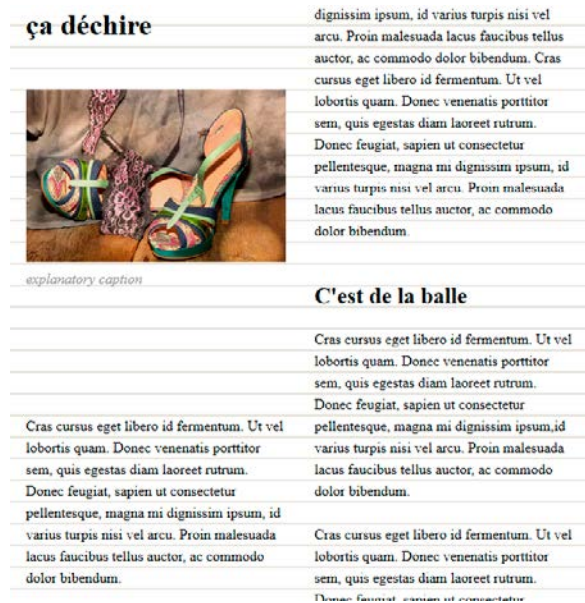 ça déchire
explanatory caption
Cras cursus eget libero id fermentum. Ut vel
lobortis quam. Donec venenatis porttitor
sem, quis egestas diam laoreet rutrum.
Donec feugiat, sapien ut consectetur
pellentesque, magna mi dignissim ipsum, id
varius turpis nisi vel arcu. Proin malesuada
lacus faucibus tellus auctor, ac commodo
dolor bibendum.
dignissim ipsum, id varius turpis nisi vel
arcu. Proin malesuada lacus faucibus tellus
auctor, ac commodo dolor bibendum. Cras
cursus eget libero id fermentum. Ut vel
lobortis quam. Donec venenatis porttitor
sem, quis egestas diam laoreet rutrum.
Donec feugiat, sapien ut consectetur
pellentesque, magna mi dignissim ipsum, id
varius turpis nisi vel arcu. Proin malesuada
lacus faucibus tellus auctor, ac commodo
dolor bibendum.
C'est de la balle
Cras cursus eget libero id fermentum. Ut vel
lobortis quam. Donec venenatis porttitor
sem, quis egestas diam laoreet rutrum.
Donec feugiat, sapien ut consectetur
pellentesque, magna mi dignissim ipsum,id
varius turpis nisi vel arcu. Proin malesuada
lacus faucibus tellus auctor, ac commodo
dolor bibendum.
Cras cursus eget libero id fermentum. Ut vel
lobortis quam. Donec venenatis porttitor
sem, quis egestas diam laoreet rutrum.
Donec feugiat, sapien ut consectetur